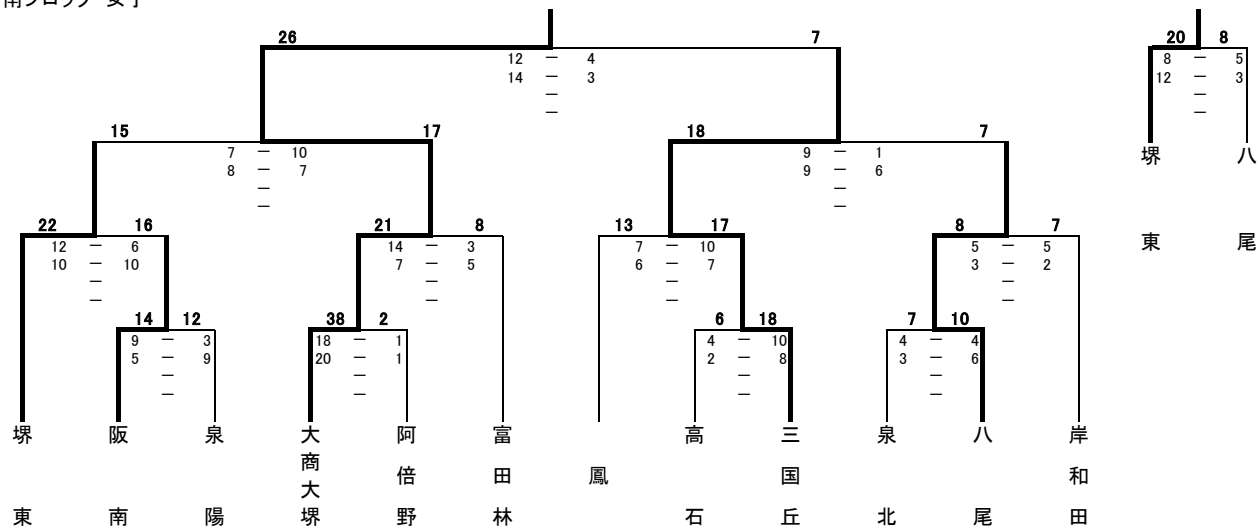 南ブロック 女子
26 7
12 － 4
14 － 3
－
－
20 8
8 － 5
12 － 3
－
－
堺東
八尾
15 17
7 － 10
8 － 7
－
－
18 7
9 － 1
9 － 6
－
－
22 16
12 － 6
10 － 10
－
－
21 8
14 － 3
7 － 5
－
－
13 17
7 － 10
6 － 7
－
－
8 7
5 － 5
3 － 2
－
－
14 12
9 － 3
5 － 9
－
－
38 2
18 － 1
20 － 1
－
－
6 18
4 － 10
2 － 8
－
－
7 10
4 － 4
3 － 6
－
－
堺東
阪南
泉陽
大商大堺
阿倍野
富田林
鳳
高石
三国丘
泉北
八尾
岸和田